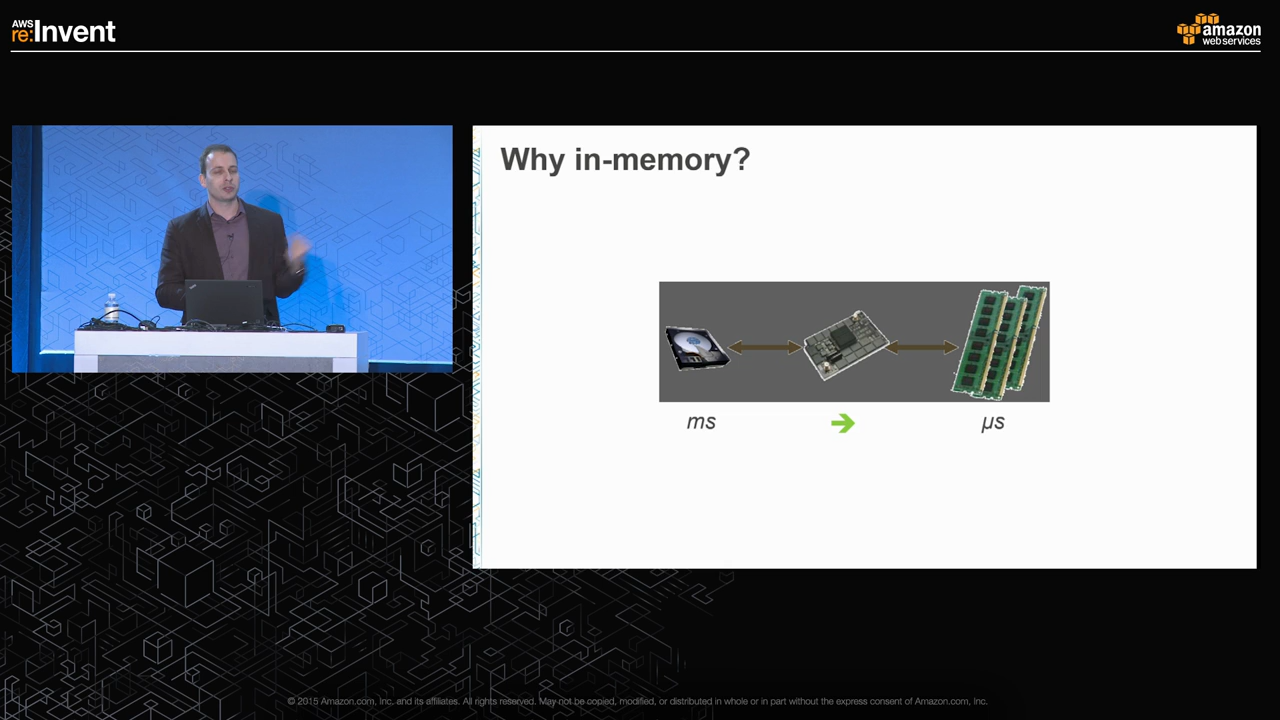 AWS
re:Invent
amazon
web services
Why in-memory?
ms
➔
µs
© 2015 Amazon.com, Inc. and its affiliates. All rights reserved. May not be copied, modified, or distributed in whole or in part without the express consent of Amazon.com, Inc.